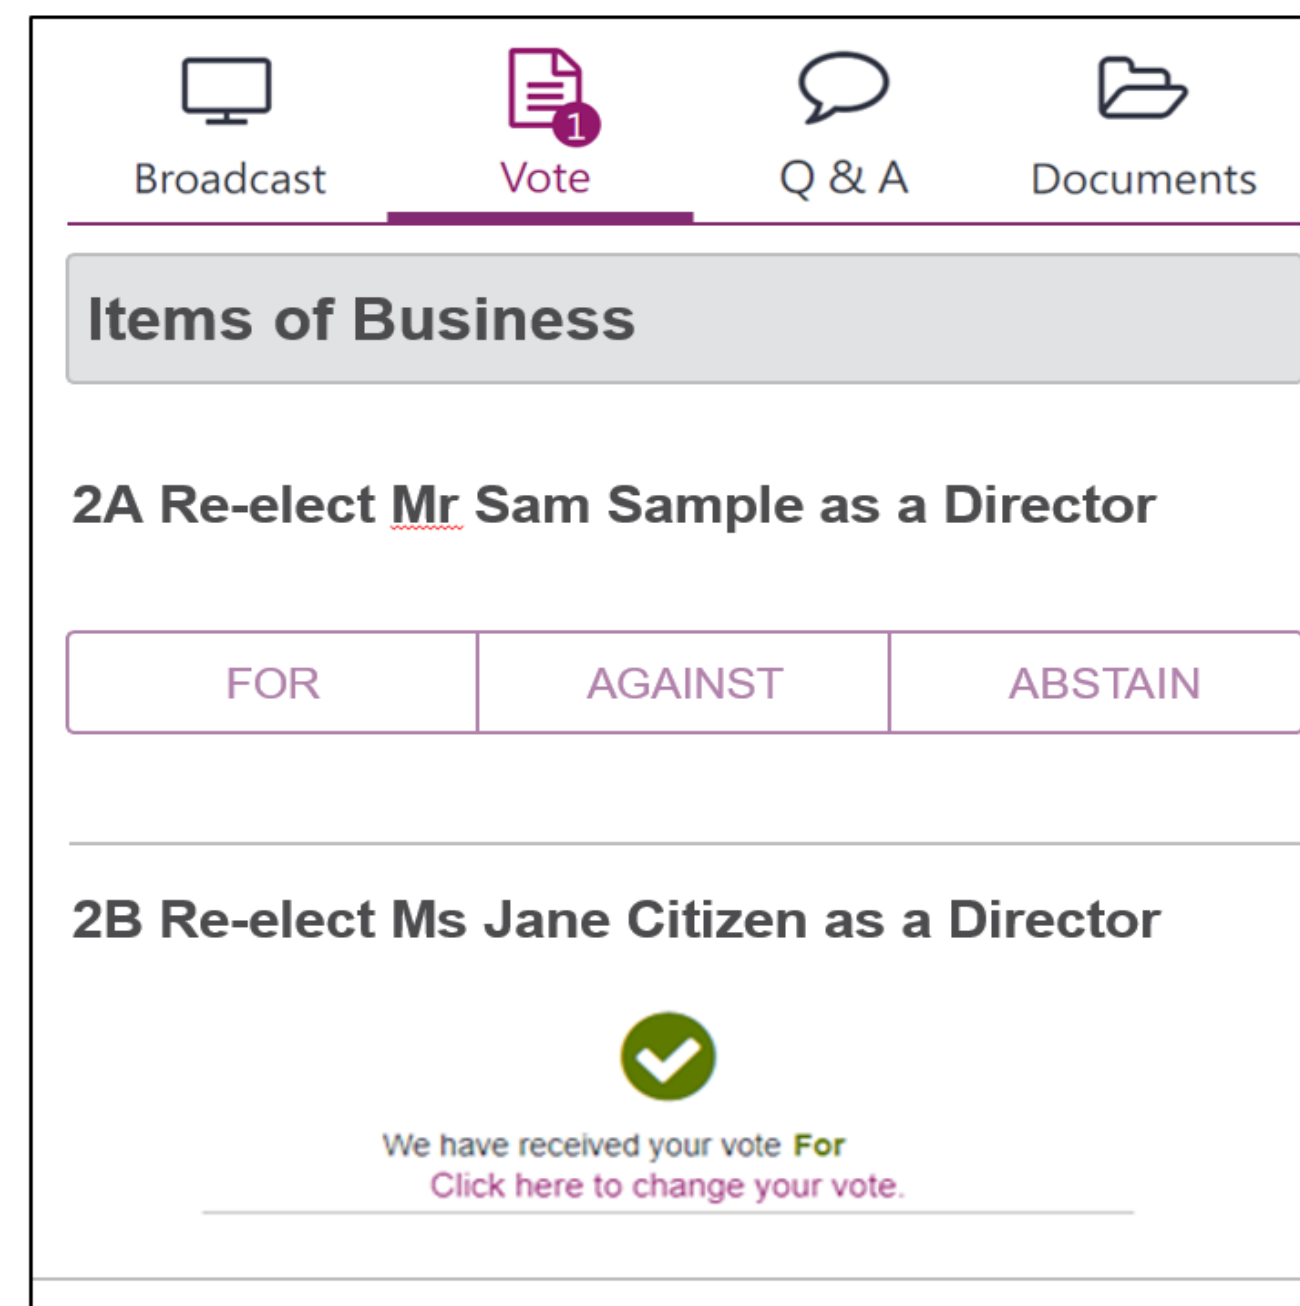 1
Broadcast Vote Q & A Documents
Items of Business
2A Re-elect Mr Sam Sample as a Director
FOR AGAINST ABSTAIN
2B Re-elect Ms Jane Citizen as a Director
We have received your vote For
Click here to change your vote.